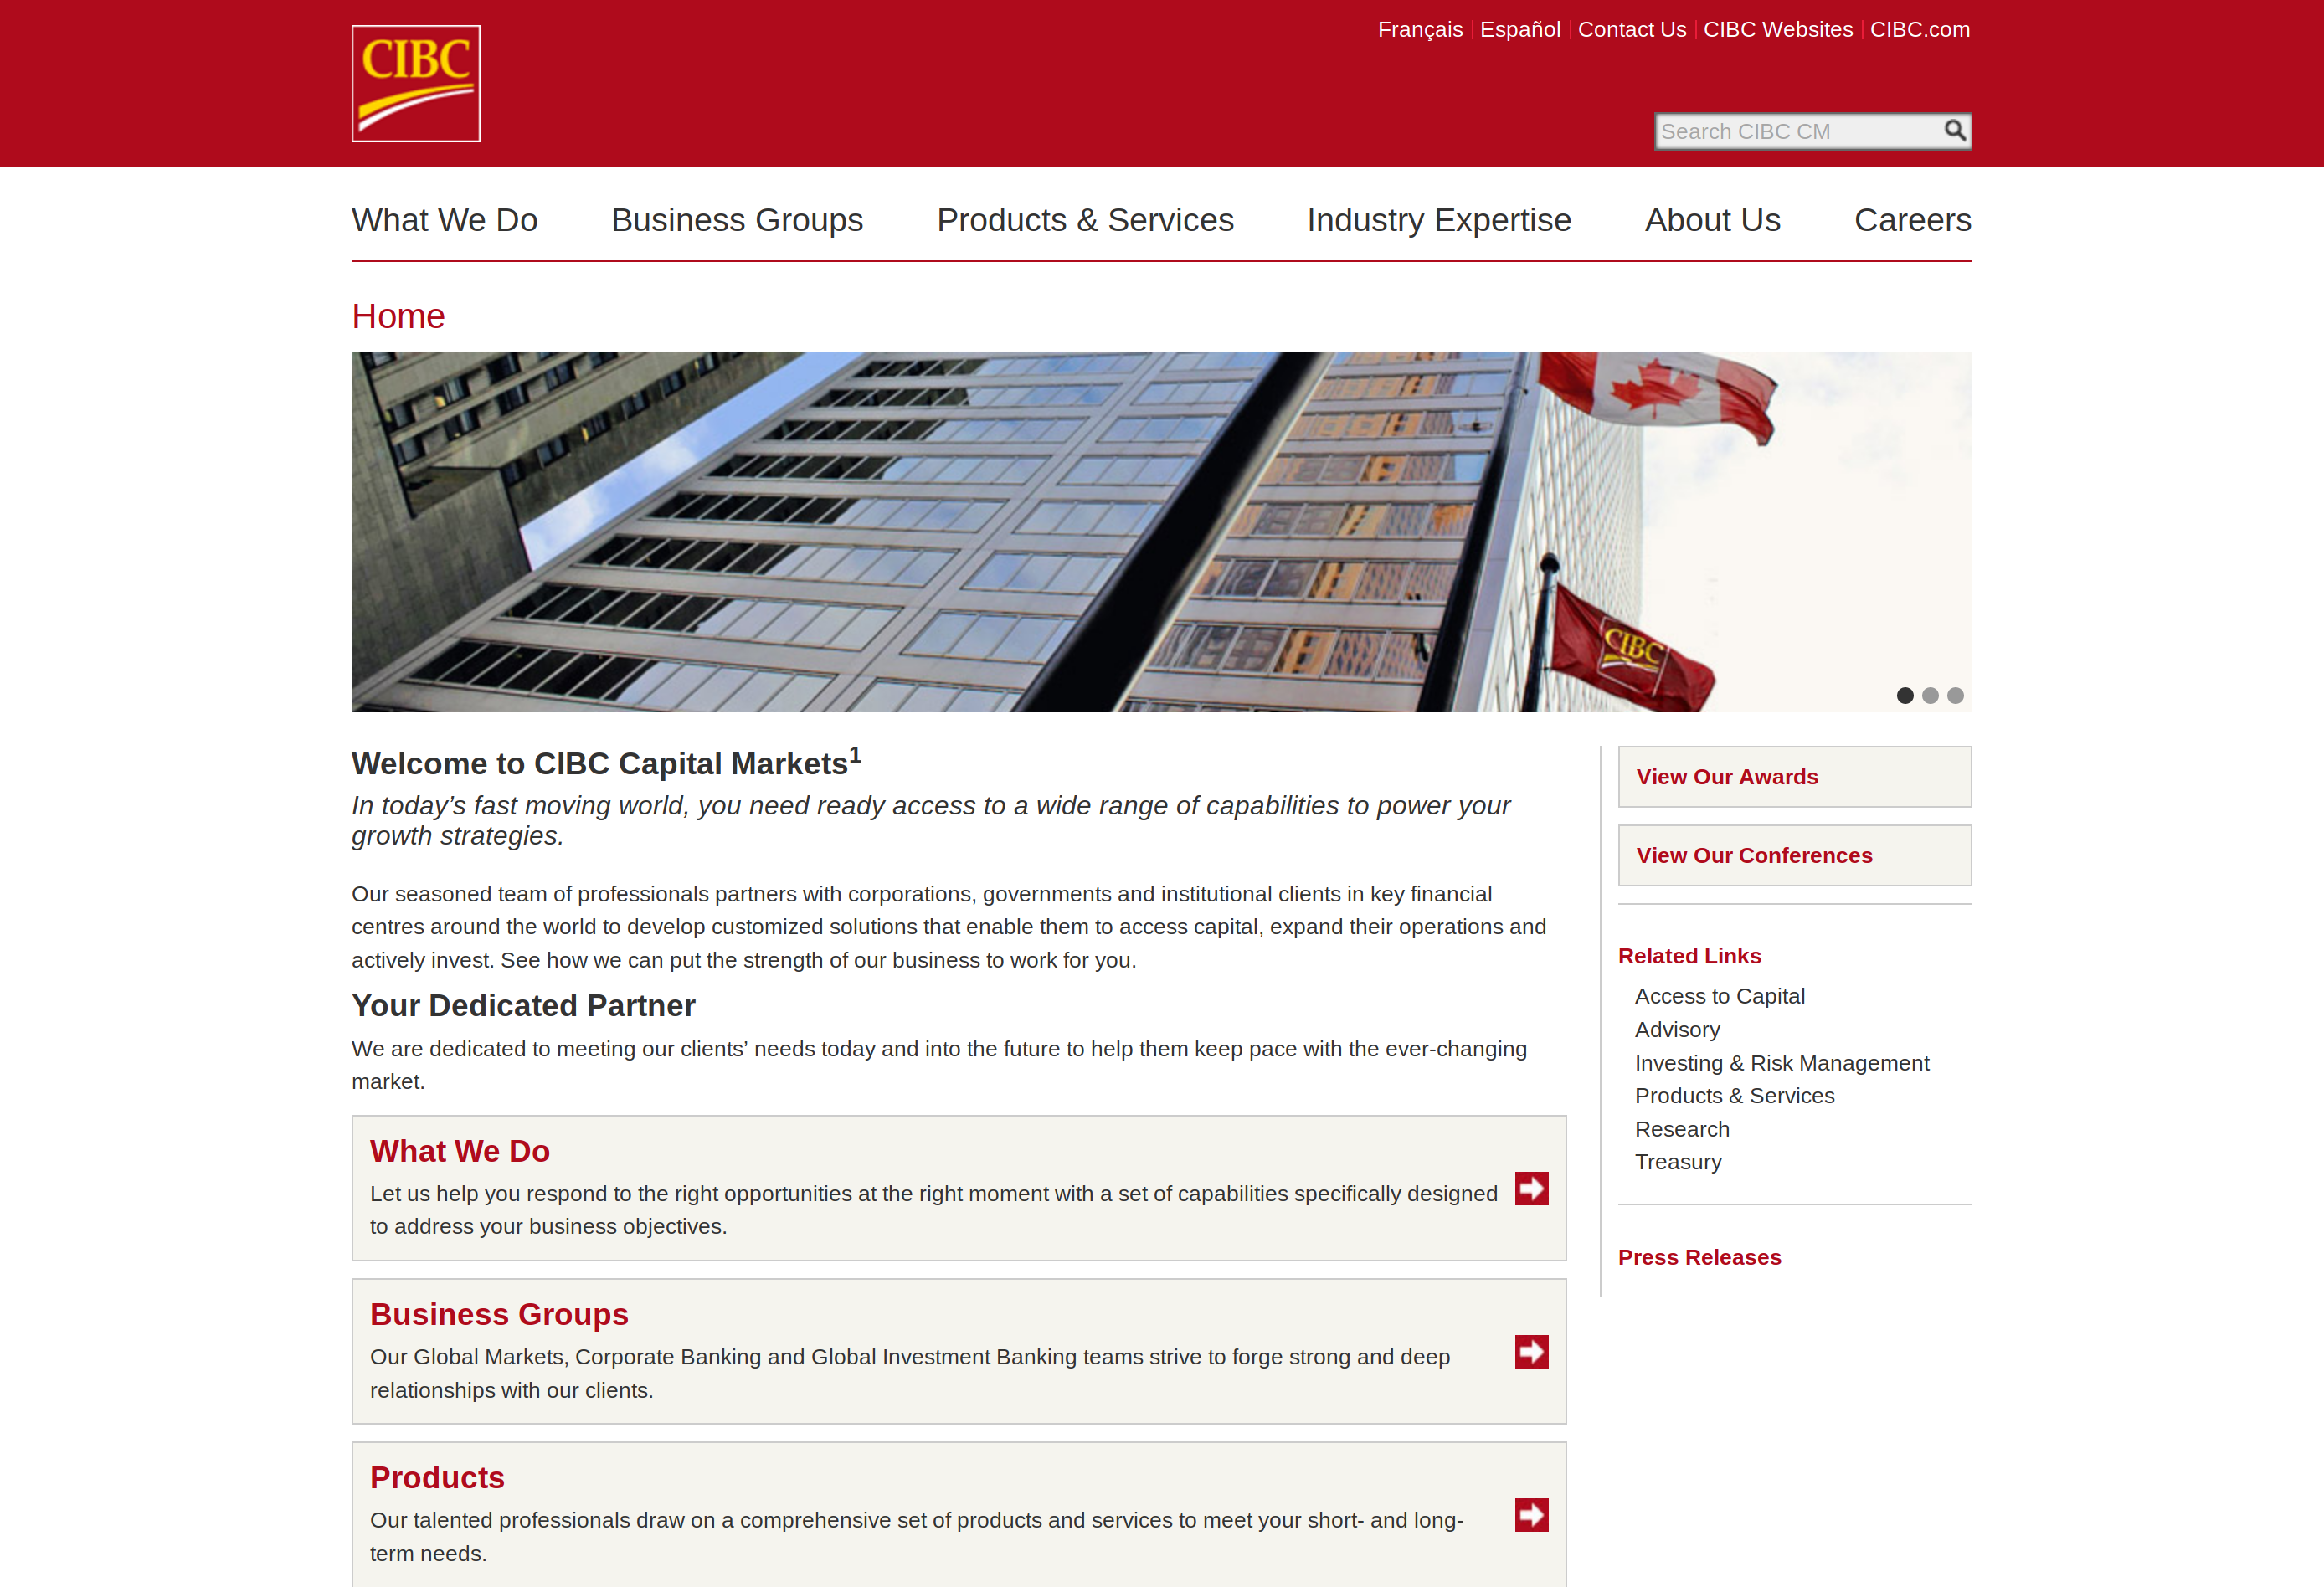 CIBC
Français
Español
Contact Us
CIBC Websites
CIBC.com
Search CIBC CM
What We Do
Business Groups
Products & Services
Industry Expertise
About Us
Careers
Home
CIBC
Welcome to CIBC Capital Markets1
In today’s fast moving world, you need ready access to a wide range of capabilities to power your
growth strategies.
Our seasoned team of professionals partners with corporations, governments and institutional clients in key financial
centres around the world to develop customized solutions that enable them to access capital, expand their operations and
actively invest. See how we can put the strength of our business to work for you.
Your Dedicated Partner
We are dedicated to meeting our clients’ needs today and into the future to help them keep pace with the ever-changing
market.
What We Do
Let us help you respond to the right opportunities at the right moment with a set of capabilities specifically designed
to address your business objectives.
Business Groups
Our Global Markets, Corporate Banking and Global Investment Banking teams strive to forge strong and deep
relationships with our clients.
Products
Our talented professionals draw on a comprehensive set of products and services to meet your short- and long-
term needs.
View Our Awards
View Our Conferences
Related Links
Access to Capital
Advisory
Investing & Risk Management
Products & Services
Research
Treasury
Press Releases